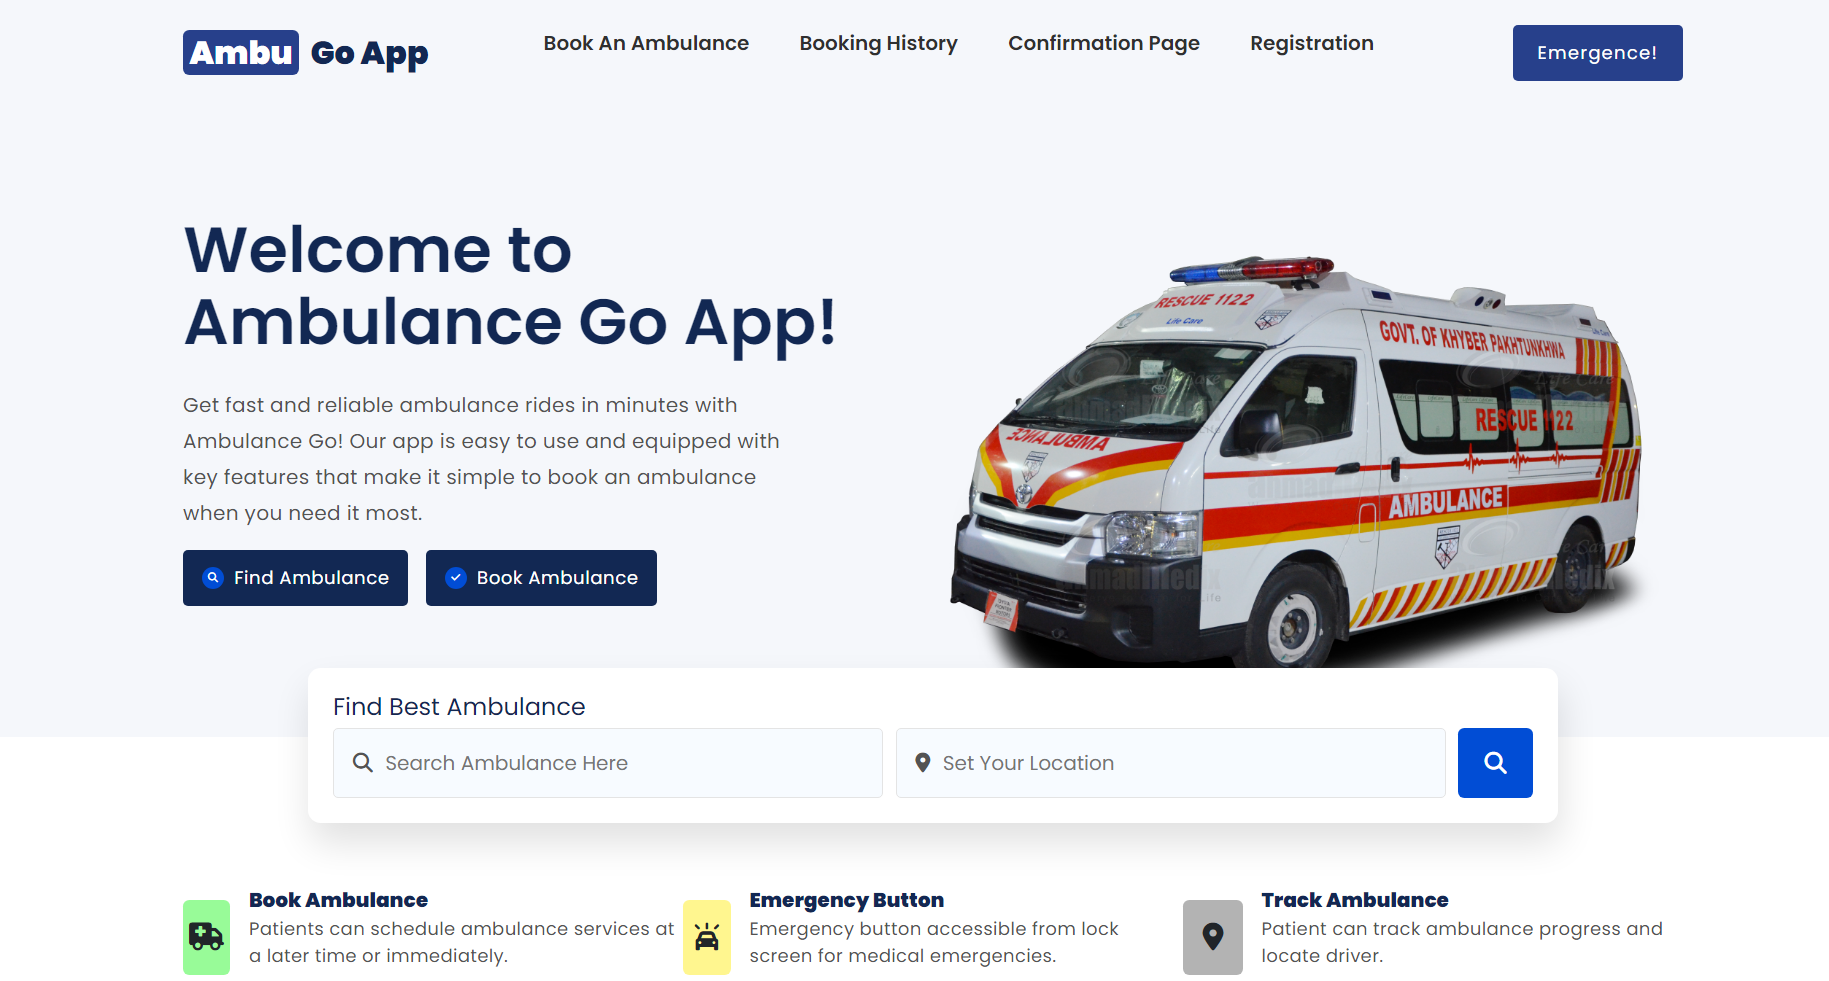 Ambu Go App
Book An Ambulance
Booking History
Confirmation Page
Registration
Emergence!
Welcome to
Ambulance Go App!
Get fast and reliable ambulance rides in minutes with
Ambulance Go! Our app is easy to use and equipped with
key features that make it simple to book an ambulance
when you need it most.
Find Ambulance
Book Ambulance
RESCUE 1122
Life Care
GOVT. OF KHYBER PAKHTUNKHWA
RESCUE 1122
AMBULANCE
AMBULANCE
Find Best Ambulance
Search Ambulance Here
Set Your Location
Book Ambulance
Patients can schedule ambulance services at
a later time or immediately.
Emergency Button
Emergency button accessible from lock
screen for medical emergencies.
Track Ambulance
Patient can track ambulance progress and
locate driver.